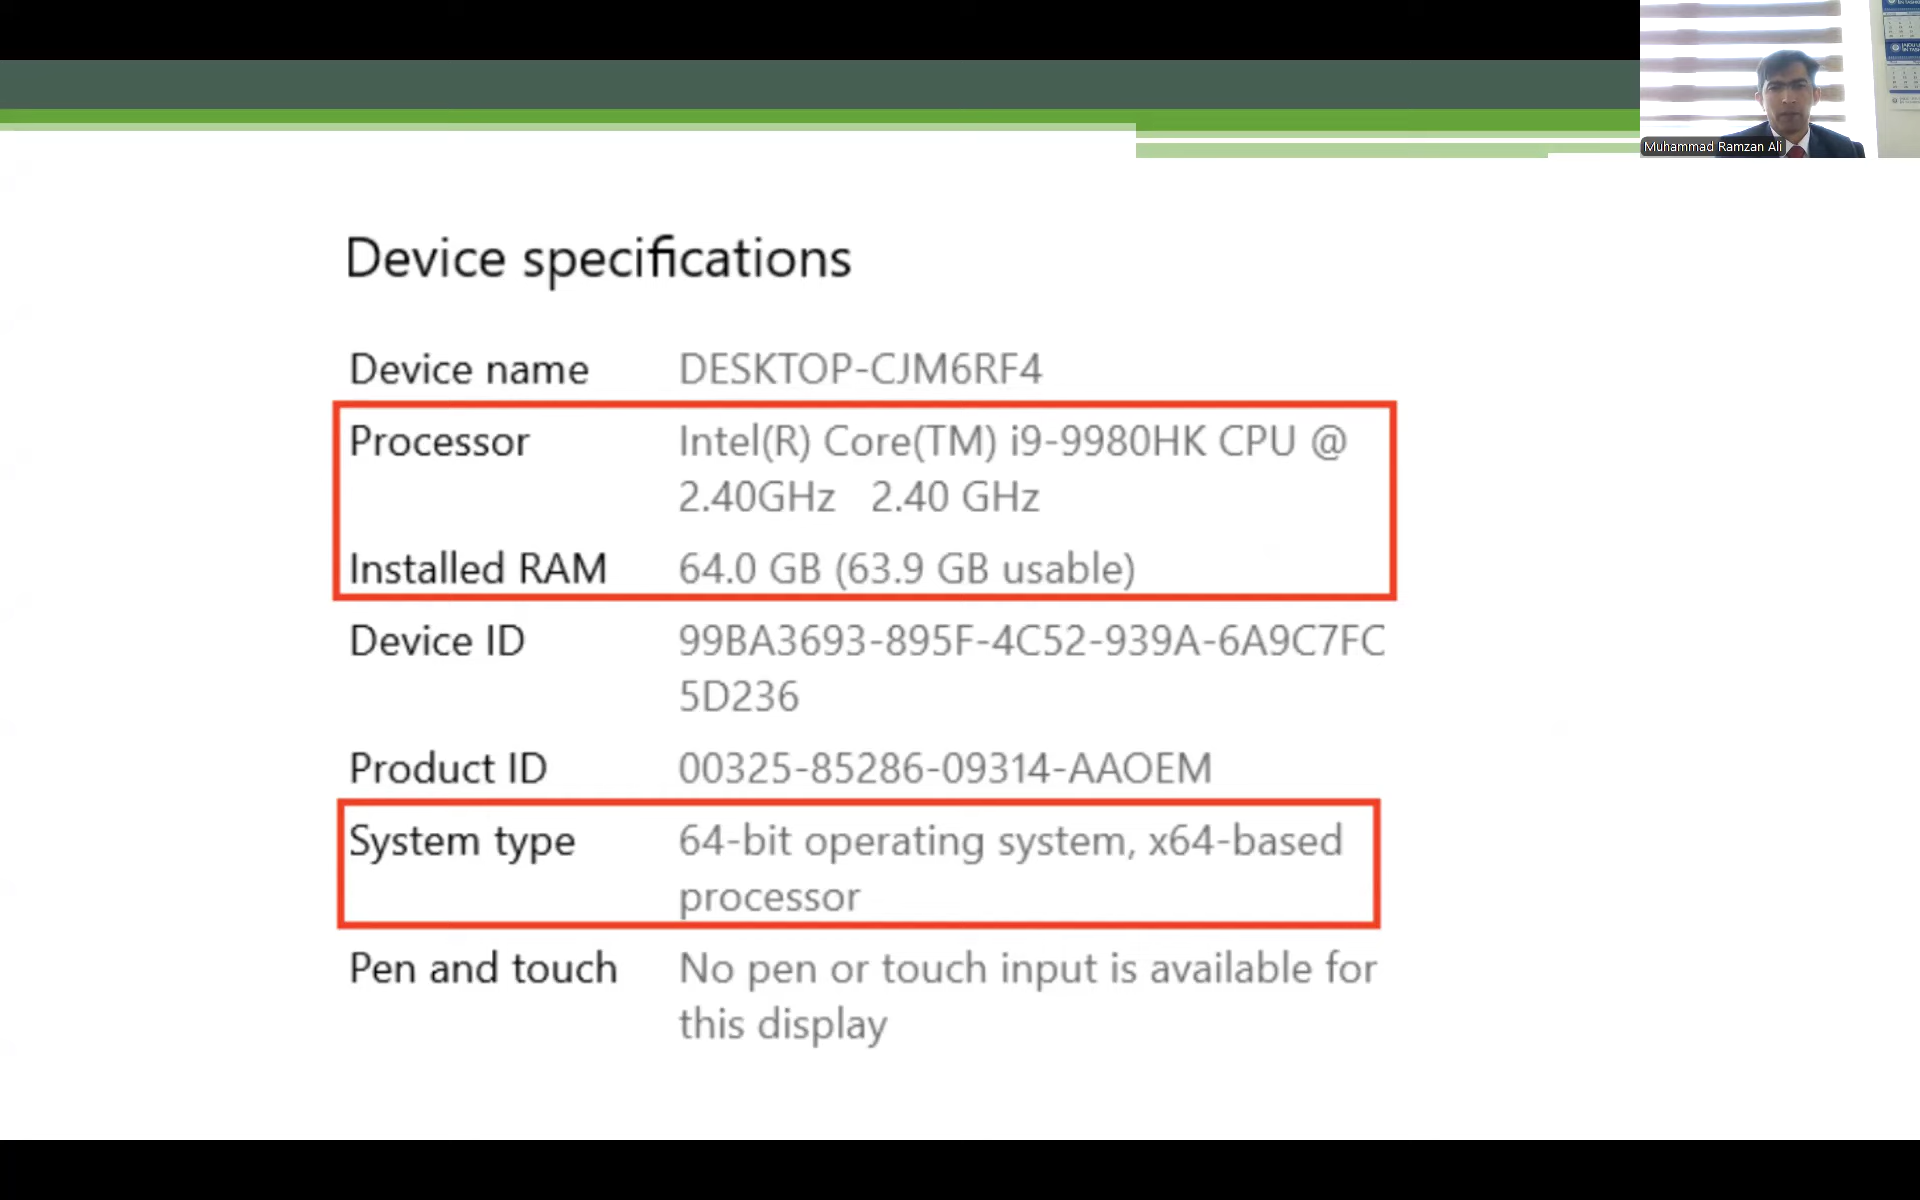 Muhammad Ramzan Ali
Device specifications
Device name DESKTOP-CJM6RF4
Processor Intel(R) Core(TM) i9-9980HK CPU @
2.40GHz 2.40 GHz
Installed RAM 64.0 GB (63.9 GB usable)
Device ID 99BA3693-895F-4C52-939A-6A9C7FC
5D236
Product ID 00325-85286-09314-AAOEM
System type 64-bit operating system, x64-based
processor
Pen and touch No pen or touch input is available for
this display